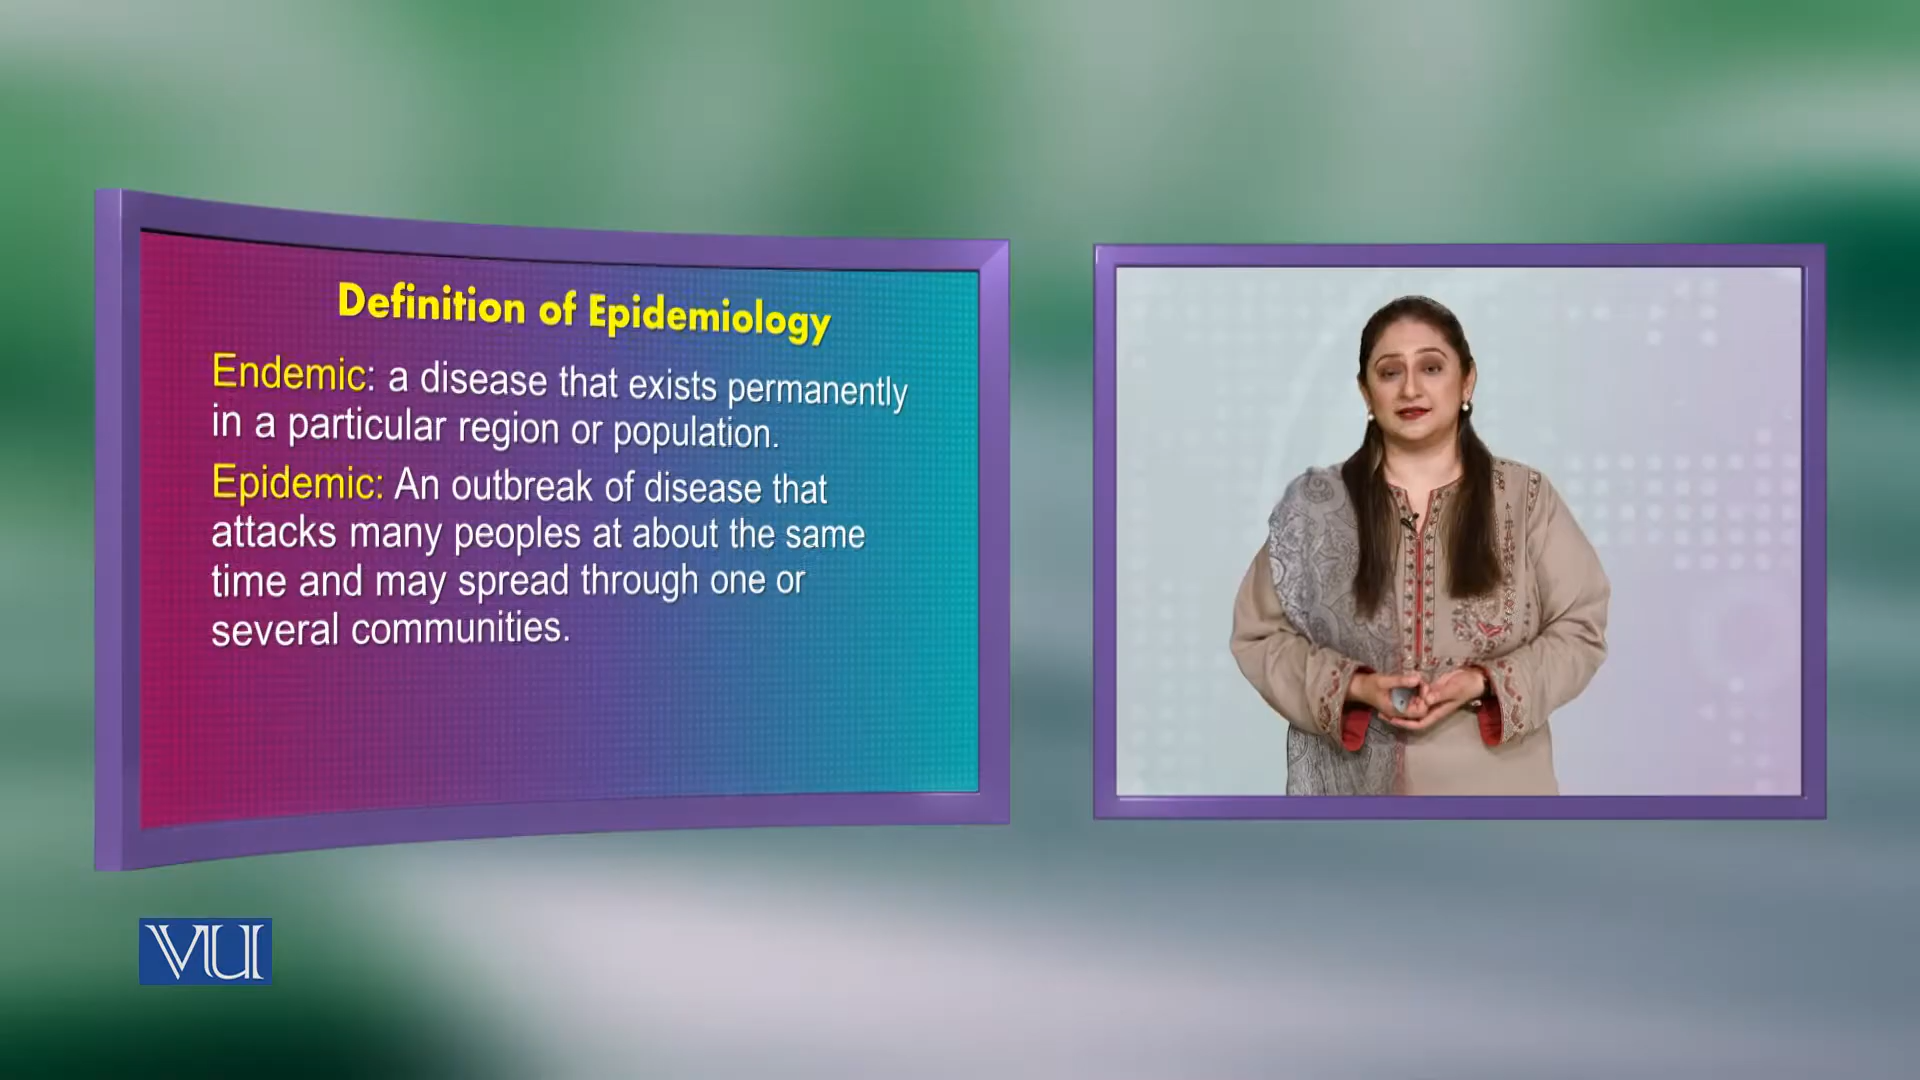 Definition of Epidemiology
Endemic: a disease that exists permanently
in a particular region or population.
Epidemic: An outbreak of disease that
attacks many peoples at about the same
time and may spread through one or
several communities.
VU